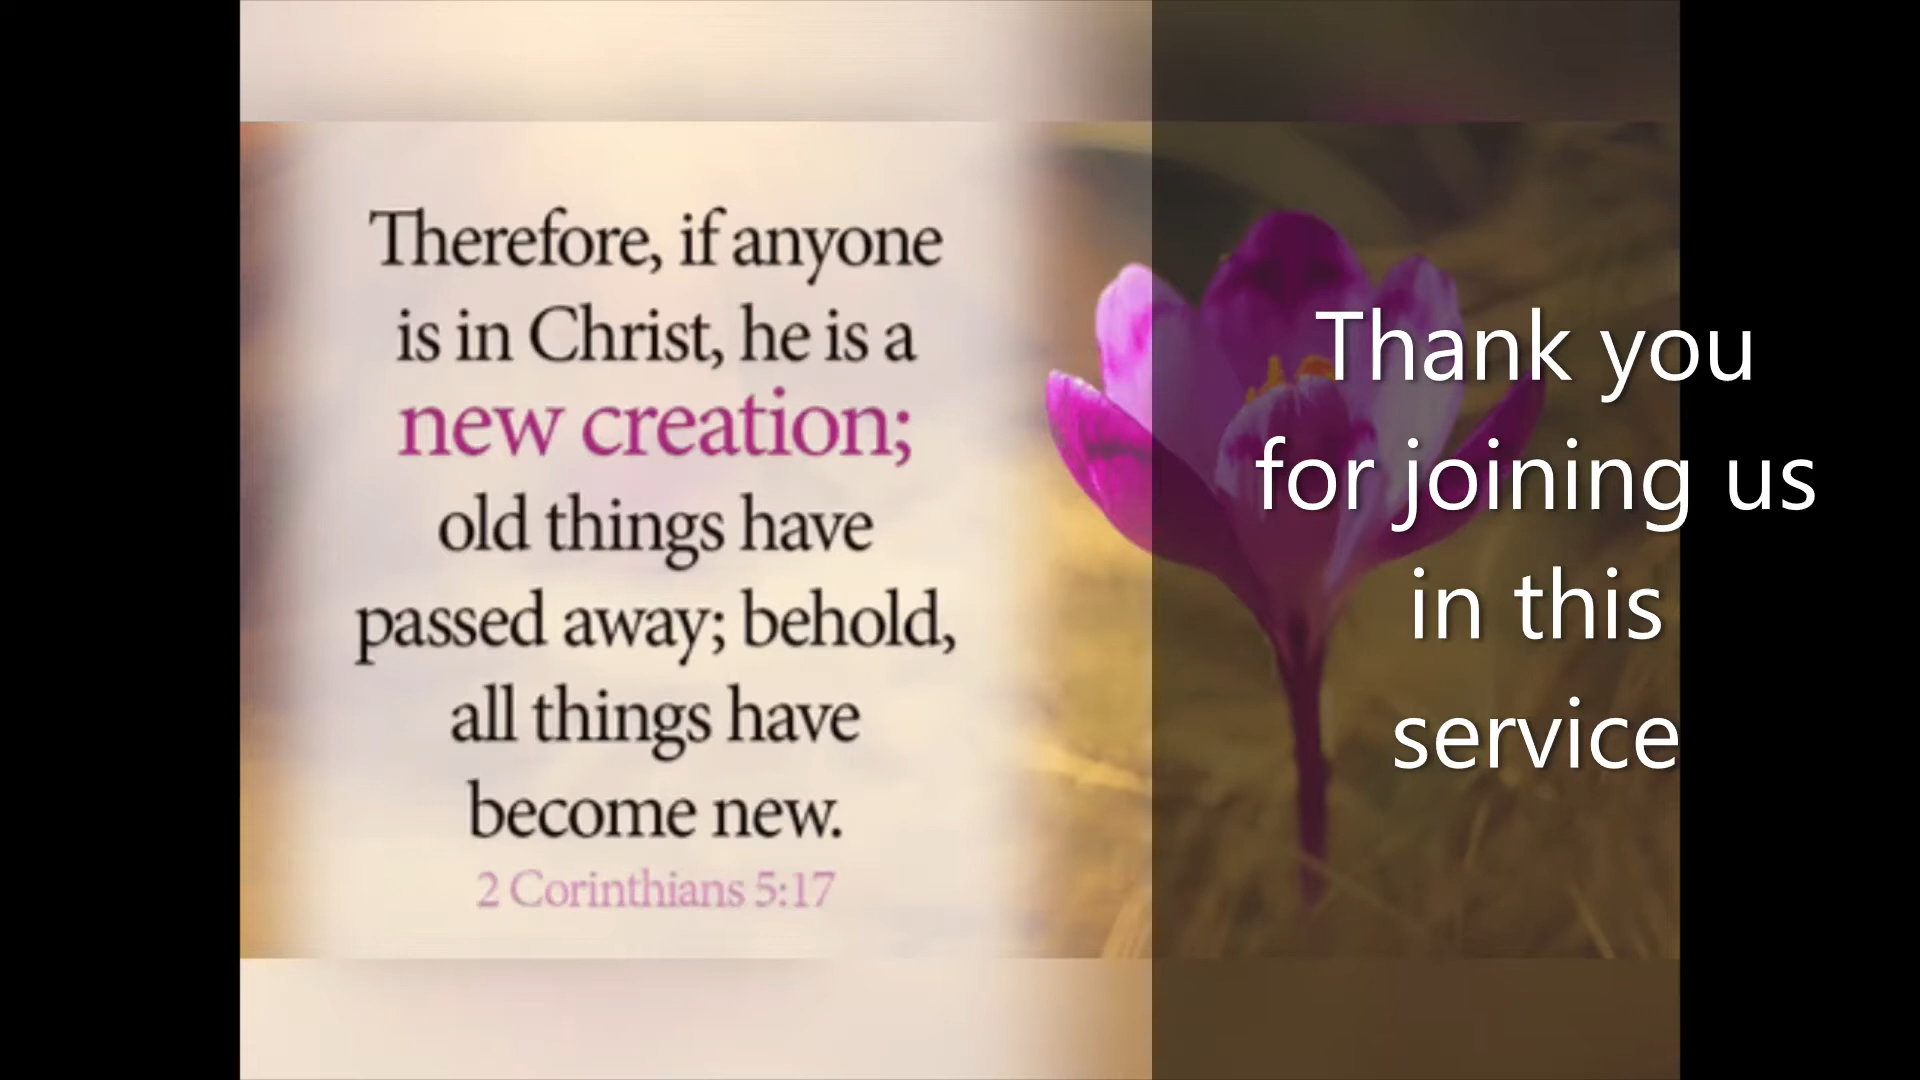 Therefore, if anyone
is in Christ, he is a
new creation;
old things have
passed away; behold,
all things have
become new.
2 Corinthians 5:17
Thank you
for joining us
in this
service